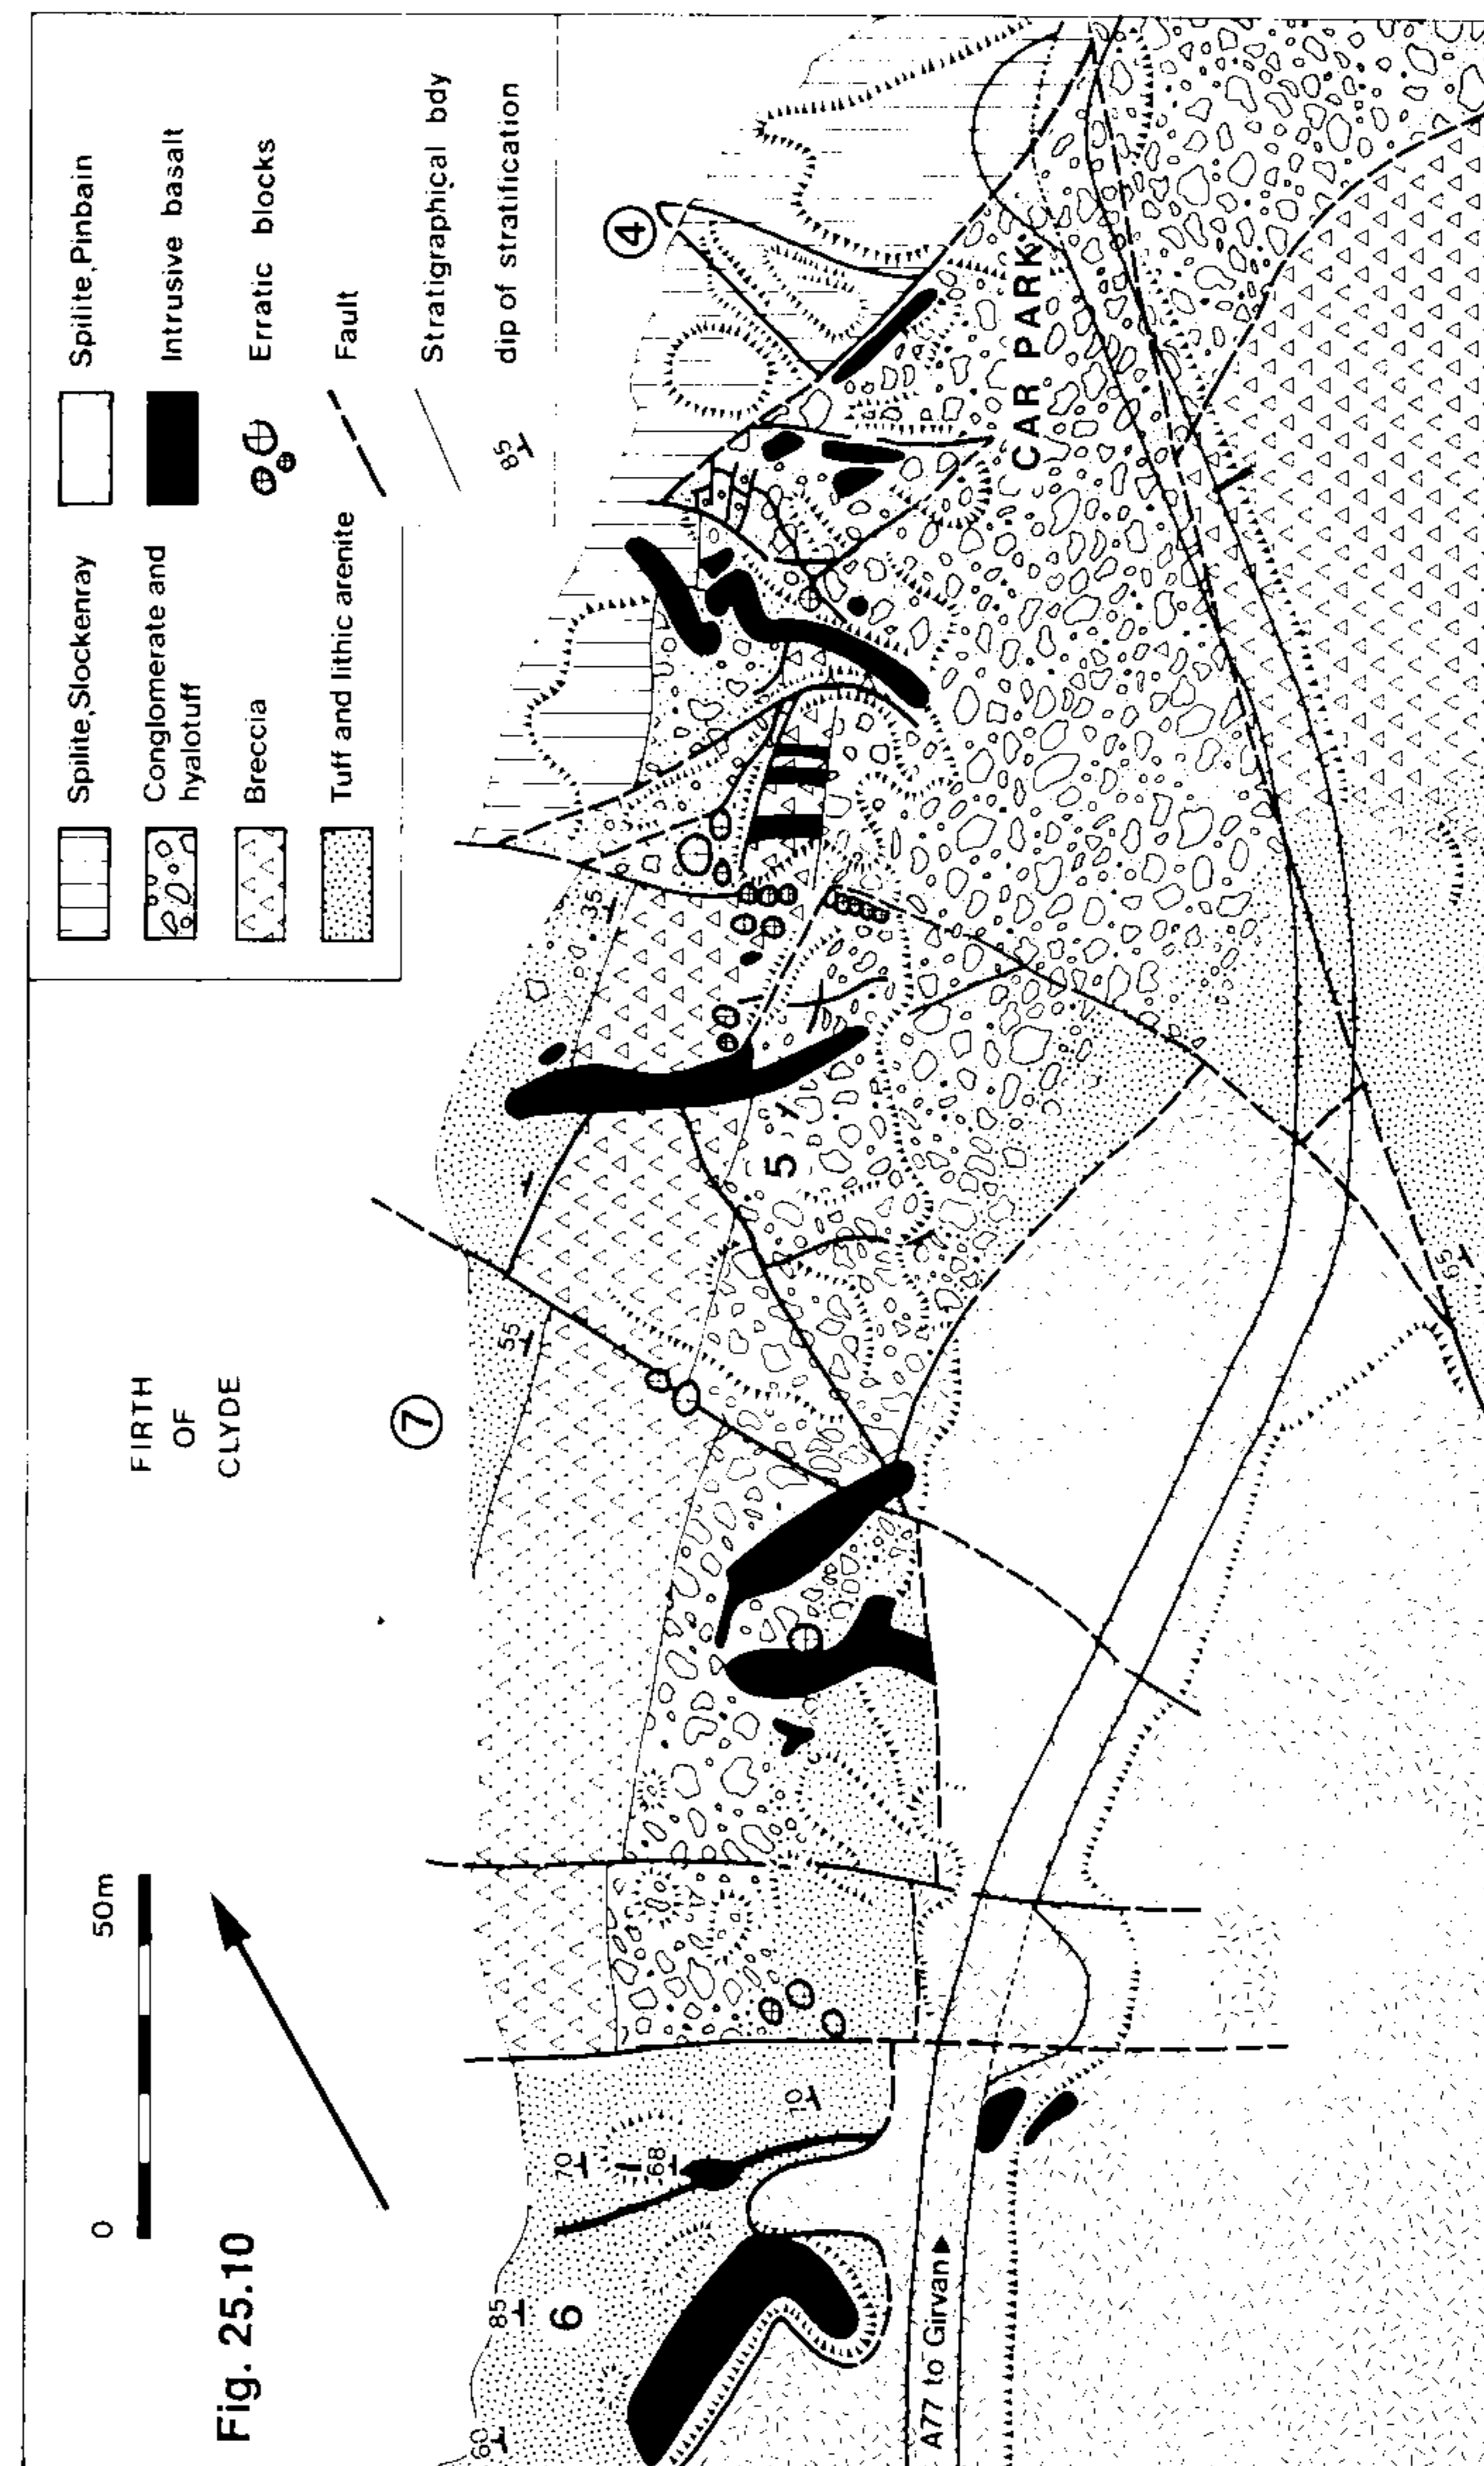 Fig. 25.10
0 50m
FIRTH
OF
CLYDE
Spilite,Slockenray
Conglomerate and
hyalotuff
Breccia
Tuff and lithic arenite
Spilite,Pinbain
Intrusive basalt
Erratic blocks
Fault
Stratigraphical bdy
85
dip of stratification
7
4
60
85
6
70
68
10
55
35
5
CAR PARK
65
A77 to Girvan